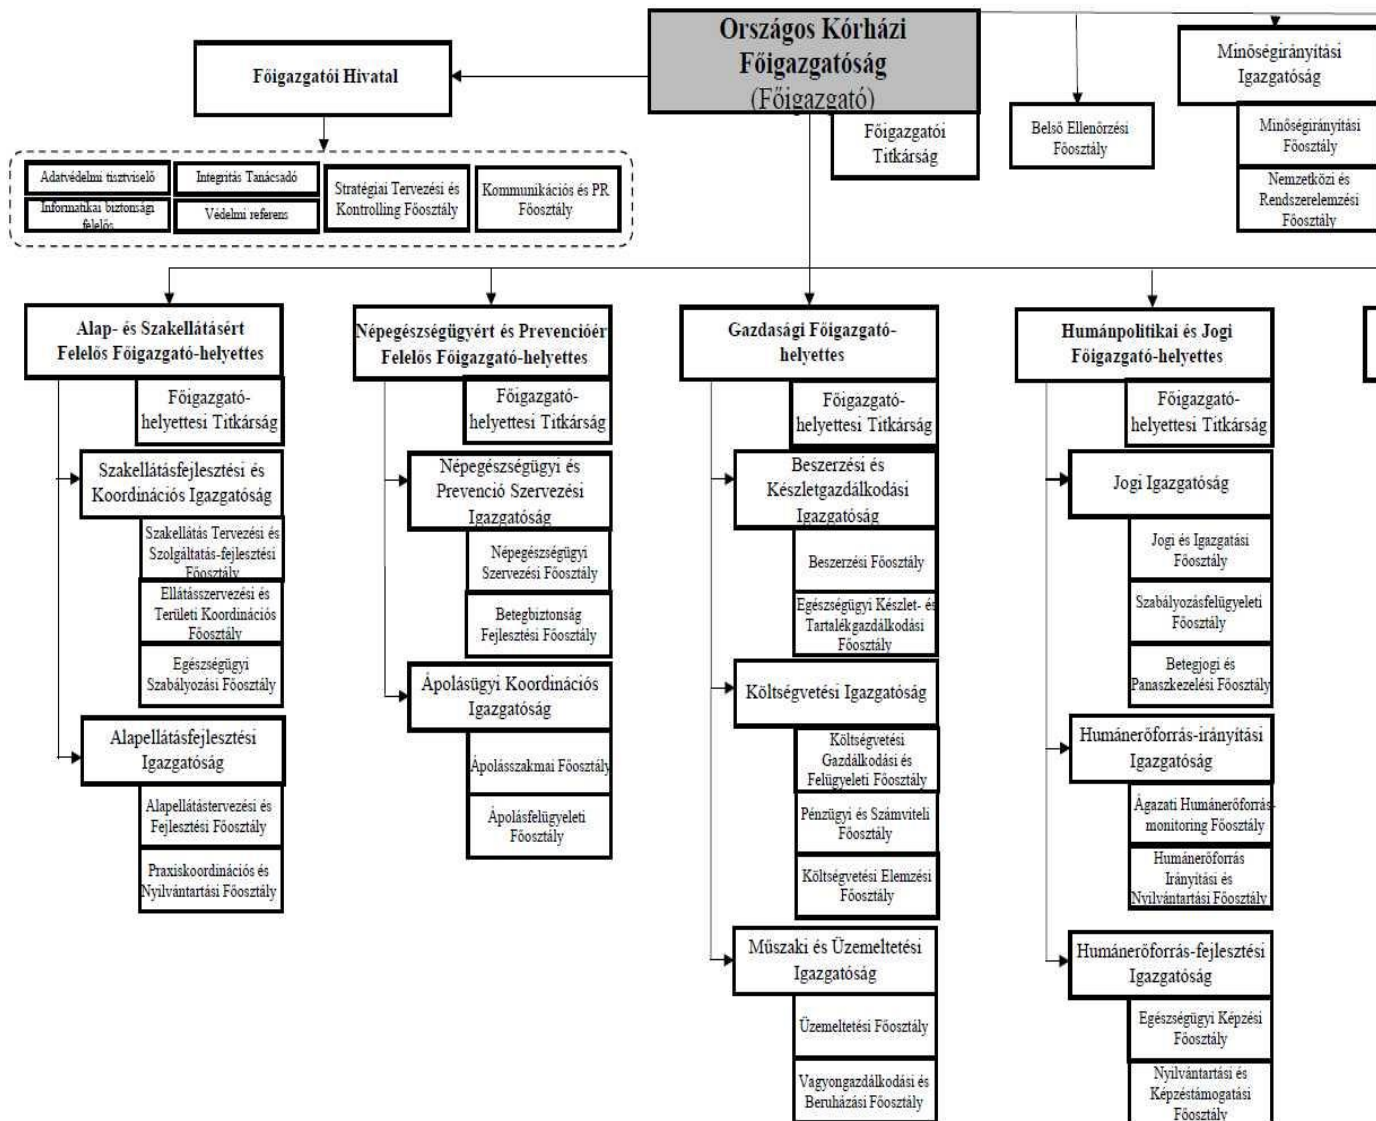 Országos Kórházi
Főigazgatóság
(Főigazgató)
Főigazgatói
Titkárság
Főigazgatói Hivatal
Adatvédelmi tisztviselő
Informatikai biztonsági
felelős
Integritás Tanácsadó
Védelmi referens
Stratégiai Tervezési és
Kontrolling Főosztály
Kommunikációs és PR
Főosztály
Belső Ellenőrzési
Főosztály
Minőségirányítási
Igazgatóság
Minőségirányítási
Főosztály
Nemzetközi és
Rendszerelemzési
Főosztály
Alap- és Szakellátásért
Felelős Főigazgató-helyettes
Főigazgató-
helyettesi Titkárság
Szakellátásfejlesztési és
Koordinációs Igazgatóság
Szakellátás Tervezési és
Szolgáltatás-fejlesztési
Főosztály
Ellátásszervezési és
Területi Koordinációs
Főosztály
Egészségügyi
Szabályozási Főosztály
Alapellátásfejlesztési
Igazgatóság
Alapellátástervezési és
Fejlesztési Főosztály
Praxiskoordinációs és
Nyilvántartási Főosztály
Népegészségügyért és Prevencióér
Felelős Főigazgató-helyettes
Főigazgató-
helyettesi Titkárság
Népegészségügyi és
Prevenció Szervezési
Igazgatóság
Népegészségügyi
Szervezési Főosztály
Betegbiztonság
Fejlesztési Főosztály
Ápolásügyi Koordinációs
Igazgatóság
Ápolásszakmai Főosztály
Ápolásfelügyeleti
Főosztály
Gazdasági Főigazgató-
helyettes
Főigazgató-
helyettesi Titkárság
Beszerzési és
Készletgazdálkodási
Igazgatóság
Beszerzési Főosztály
Egészségügyi Készlet- és
Tartalékgazdálkodási
Főosztály
Költségvetési Igazgatóság
Költségvetési
Gazdálkodási és
Felügyeleti Főosztály
Pénzügyi és Számviteli
Főosztály
Költségvetési Elemzési
Főosztály
Műszaki és Üzemeltetési
Igazgatóság
Üzemeltetési Főosztály
Vagyongazdálkodási és
Beruházási Főosztály
Humánpolitikai és Jogi
Főigazgató-helyettes
Főigazgató-
helyettesi Titkárság
Jogi Igazgatóság
Jogi és Igazgatási
Főosztály
Szabályozásfelügyeleti
Főosztály
Betegjogi és
Panaszkezelési Főosztály
Humánerőforrás-irányítási
Igazgatóság
Ágazati Humánerőforrás-
monitoring Főosztály
Humánerőforrás
Irányítási és
Nyilvántartási Főosztály
Humánerőforrás-fejlesztési
Igazgatóság
Egészségügyi Képzési
Főosztály
Nyilvántartási és
Képzéstámogatási
Főosztály